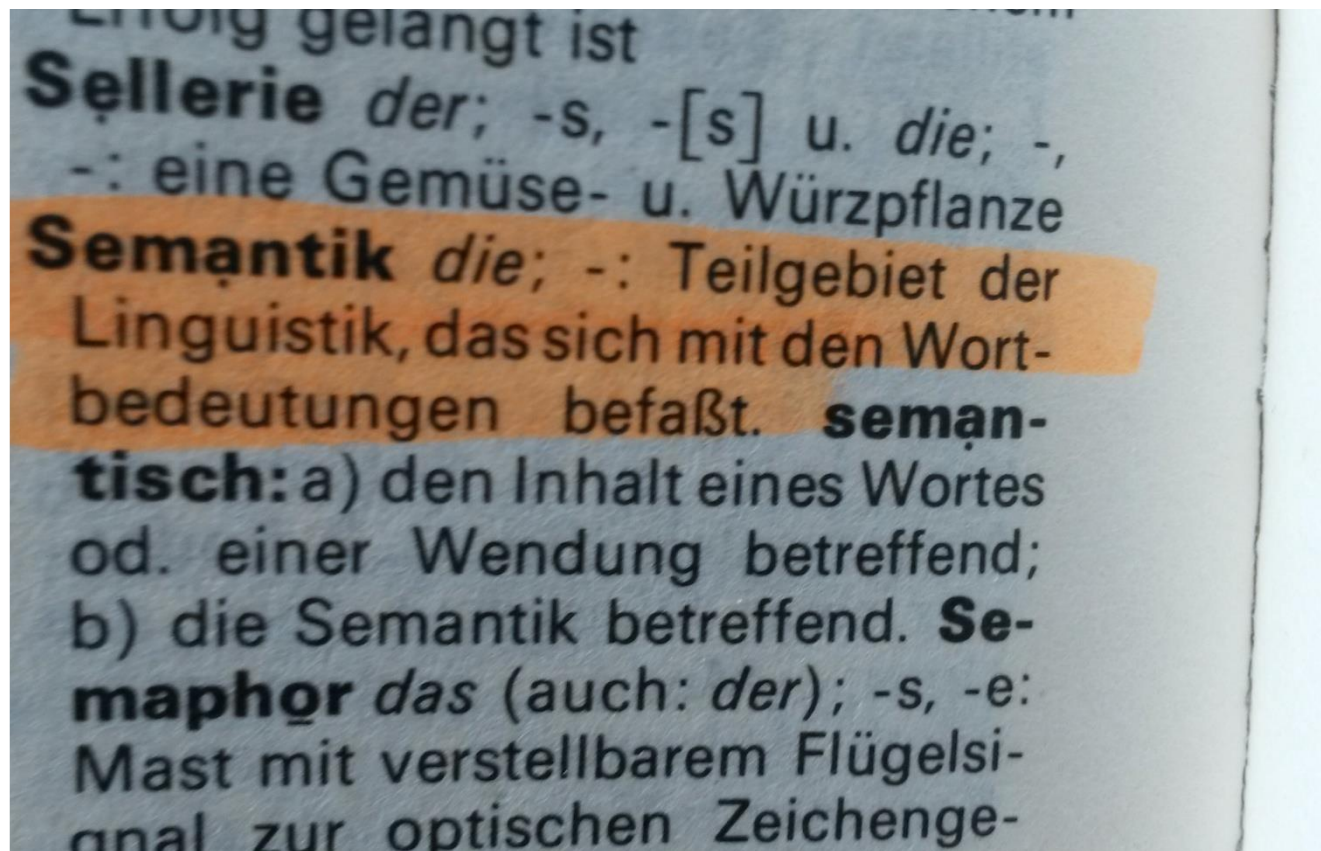 Erfolg gelangt ist
Sellerie der; -s, -[s] u. die; -,
-: eine Gemüse- u. Würzpflanze
Semantik die; -: Teilgebiet der
Linguistik, das sich mit den Wort-
bedeutungen befaßt. seman-
tisch: a) den Inhalt eines Wortes
od. einer Wendung betreffend;
b) die Semantik betreffend. Se-
maphor das (auch: der); -s, -e:
Mast mit verstellbarem Flügelsi-
gnal zur optischen Zeichenge-